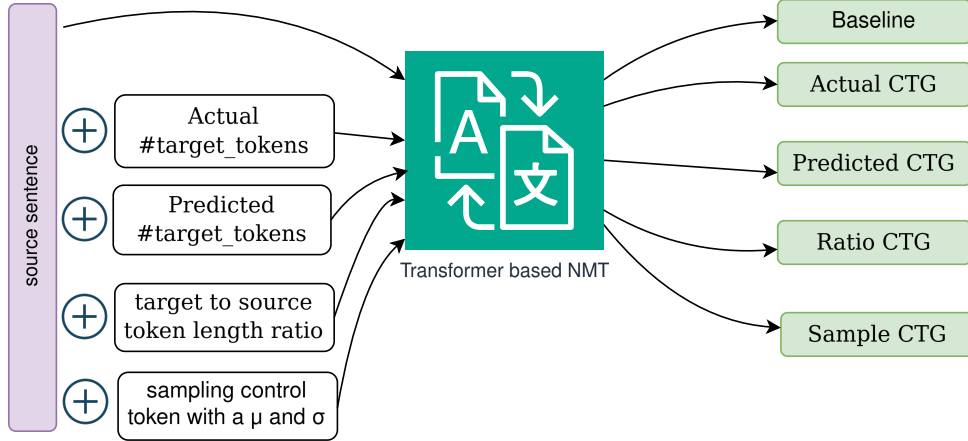 source sentence
Actual
#target_tokens
Predicted
#target_tokens
target to source
token length ratio
sampling control
token with a μ and σ
A
文
Transformer based NMT
Baseline
Actual CTG
Predicted CTG
Ratio CTG
Sample CTG